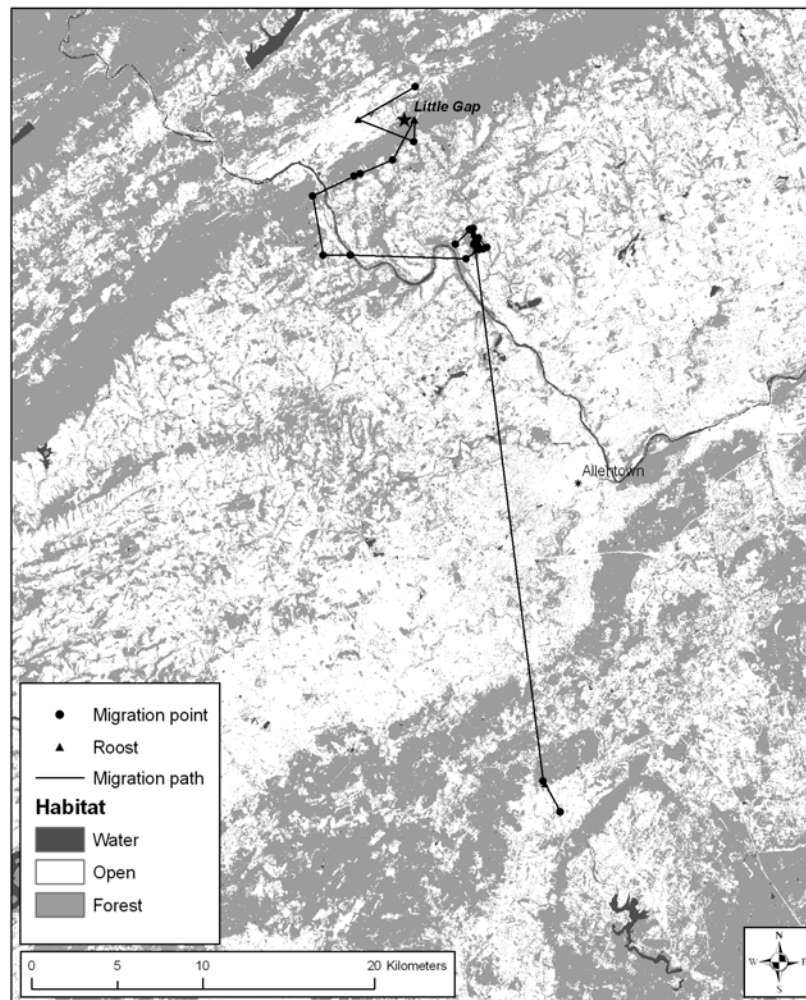 Little Gap
Allentown
Migration point
Roost
Migration path
Habitat
Water
Open
Forest
0 5 10 20 Kilometers
N
W E
S